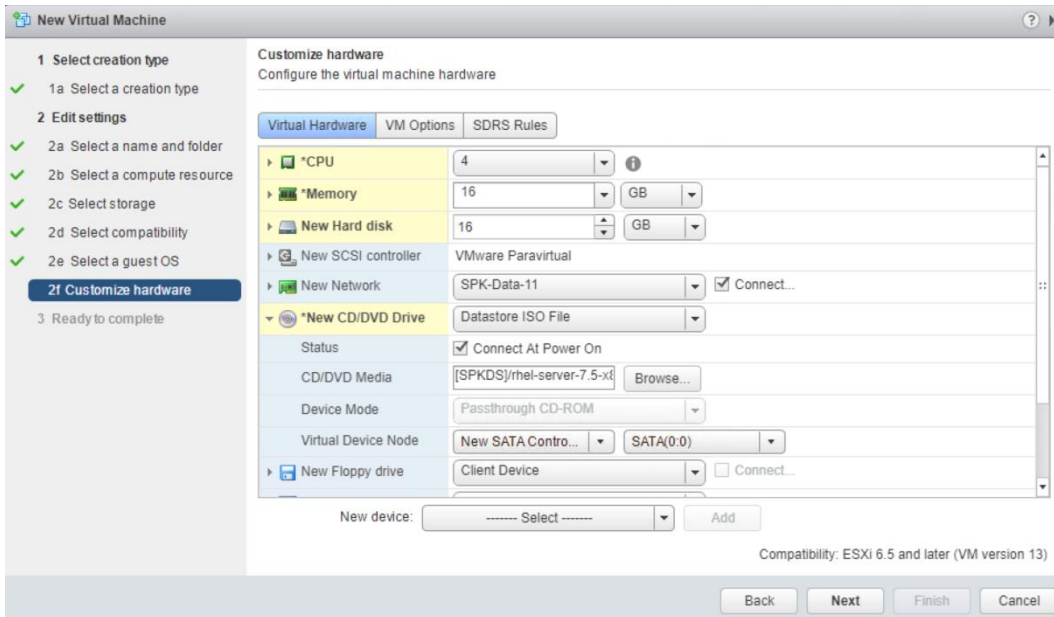 New Virtual Machine
?
1 Select creation type
1a Select a creation type
2 Edit settings
2a Select a name and folder
2b Select a compute resource
2c Select storage
2d Select compatibility
2e Select a guest OS
2f Customize hardware
3 Ready to complete
Customize hardware
Configure the virtual machine hardware
Virtual Hardware VM Options SDRS Rules
*CPU 4
*Memory 16 GB
New Hard disk 16 GB
New SCSI controller VMware Paravirtual
New Network SPK-Data-11 Connect...
*New CD/DVD Drive Datastore ISO File
Status Connect At Power On
CD/DVD Media [SPKDS]/rhel-server-7.5-x8 Browse...
Device Mode Passthrough CD-ROM
Virtual Device Node New SATA Contro... SATA(0:0)
New Floppy drive Client Device Connect...
New device: ------- Select ------- Add
Compatibility: ESXi 6.5 and later (VM version 13)
Back Next Finish Cancel